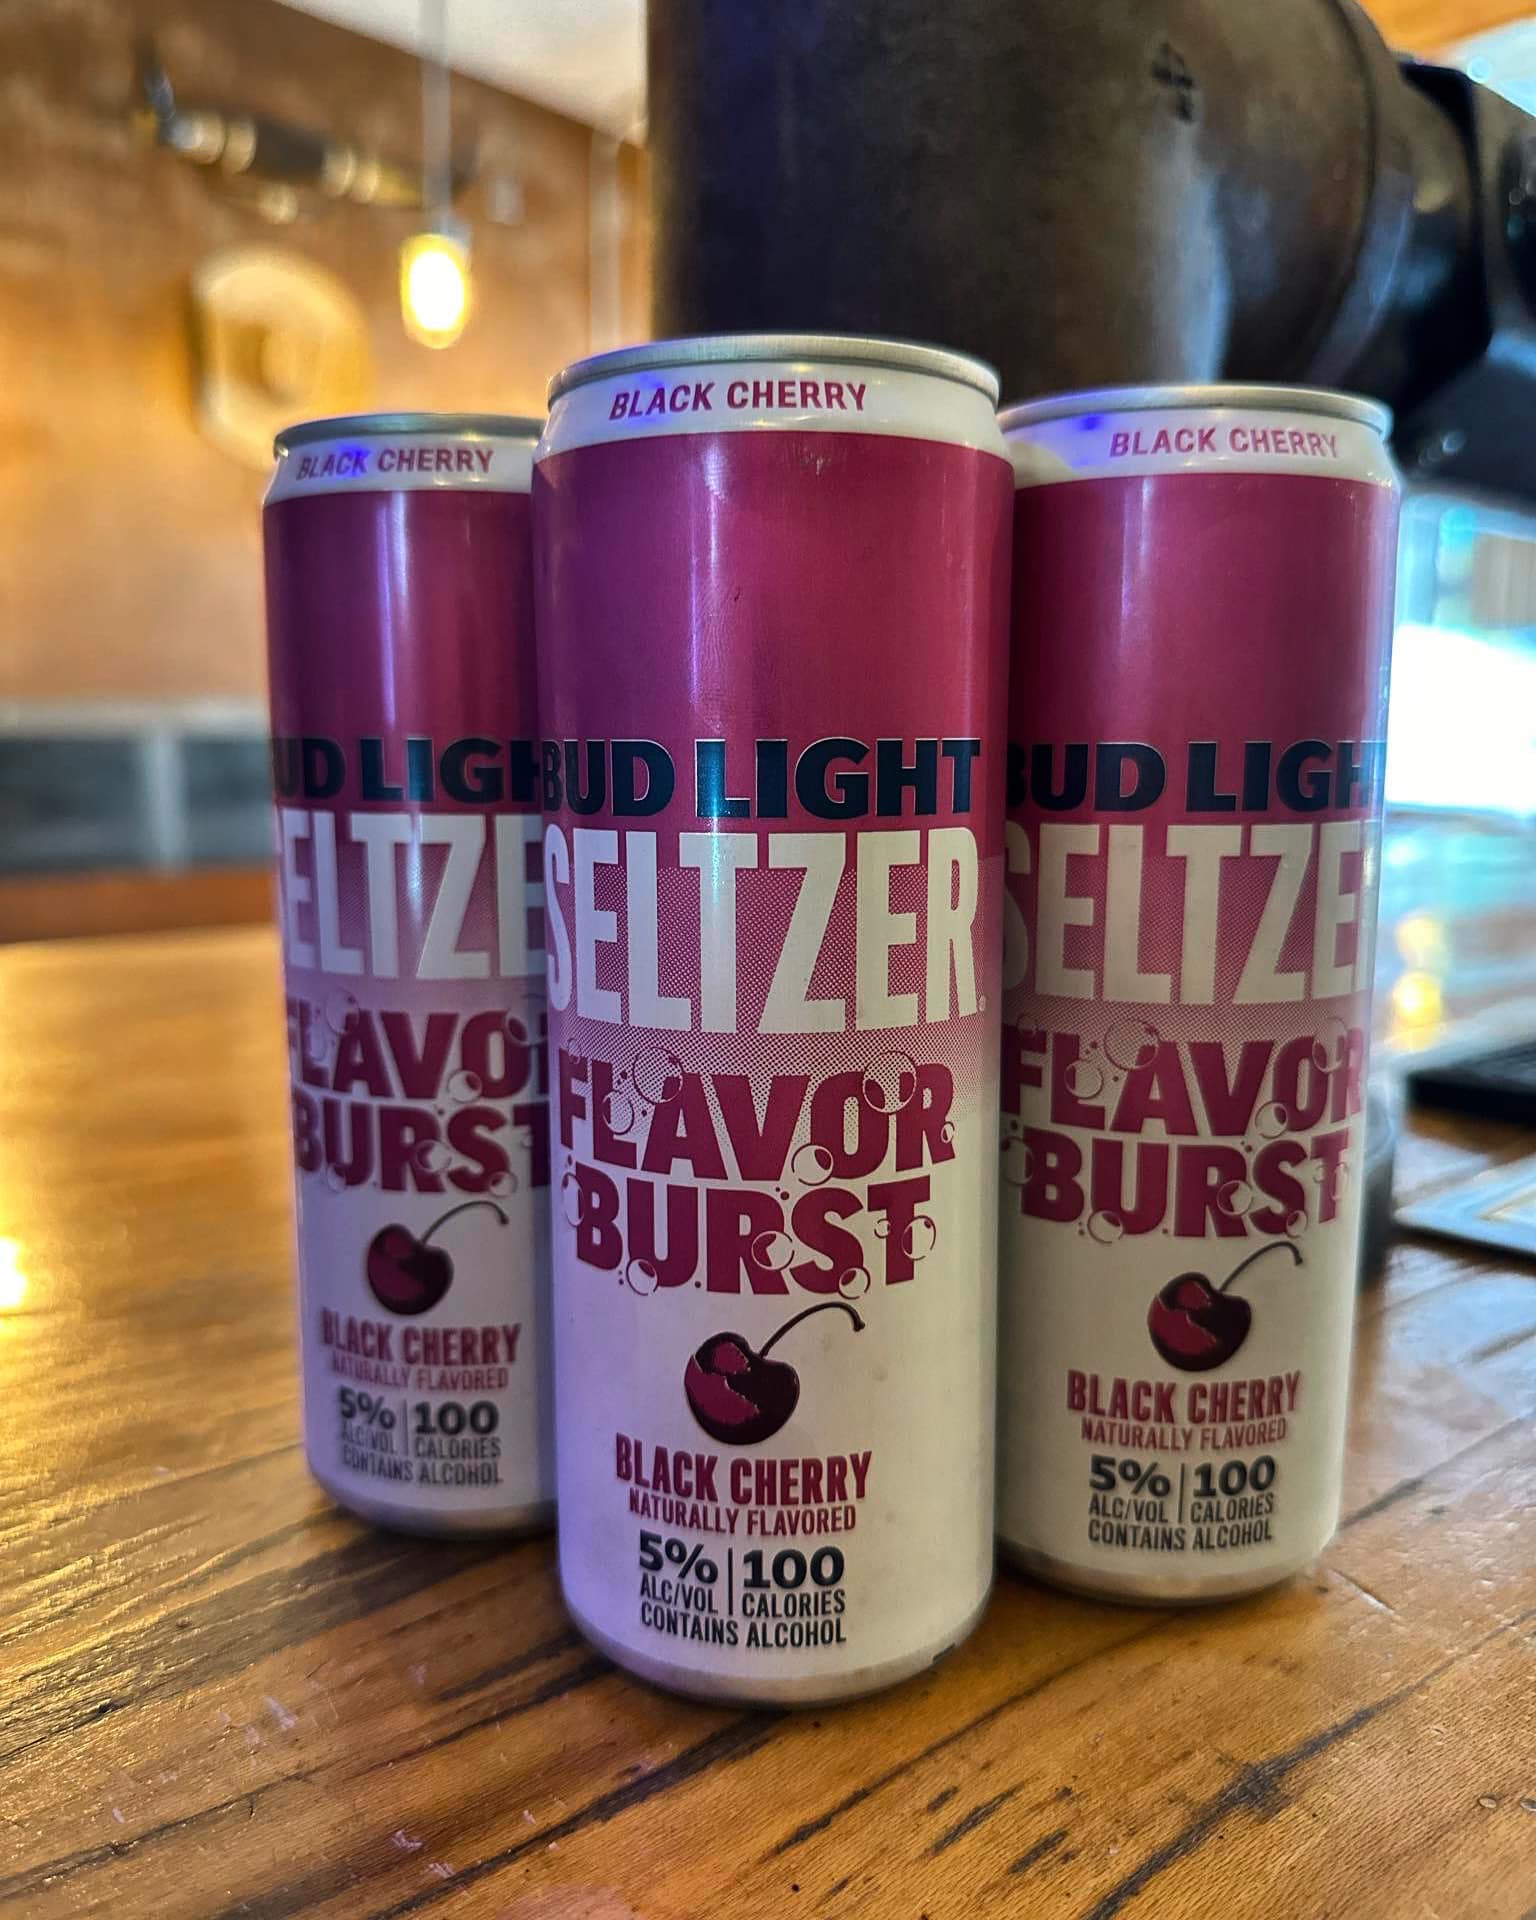 BLACK CHERRY
UD LIGH
ELTZE
FLAVO
BURST
BLACK CHERRY
NATURALLY FLAVORED
5% 100
ALC/VOL CALORIES
CONTAINS ALCOHOL
BLACK CHERRY
BUD LIGHT
SELTZER.
FLAVOR
BURST
BLACK CHERRY
NATURALLY FLAVORED
5% 100
ALC/VOL CALORIES
CONTAINS ALCOHOL
BLACK CHERRY
BUD LIGH
SELTZE
FLAVOR
BURST
BLACK CHERRY
NATURALLY FLAVORED
5% 100
ALC/VOL CALORIES
CONTAINS ALCOHOL